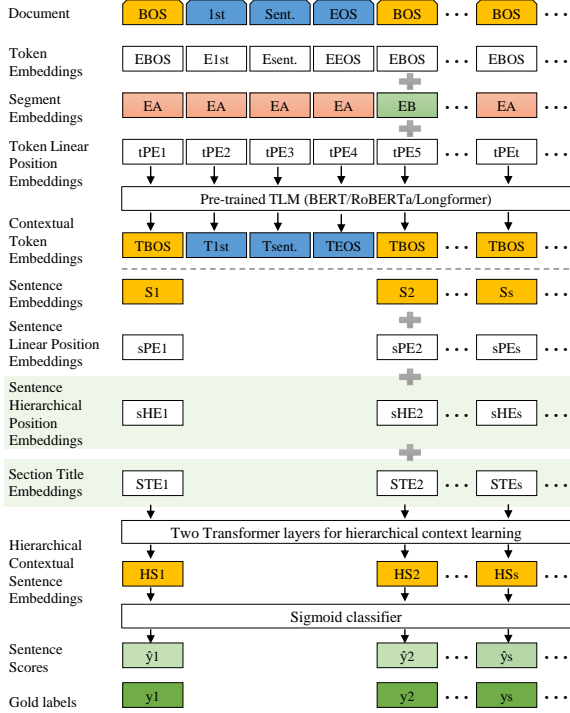 Document BOS 1st Sent. EOS BOS ... BOS ...
Token
Embeddings
EBOS E1st Esent. EEOS EBOS ... EBOS ...
Segment
Embeddings
EA EA EA EA EB ... EA ...
Token Linear
Position
Embeddings
tPE1 tPE2 tPE3 tPE4 tPE5 ... tPEt ...
Pre-trained TLM (BERT/RoBERTa/Longformer)
Contextual
Token
Embeddings
TBOS T1st Tsent. TEOS TBOS ... TBOS ...
Sentence
Embeddings
S1 S2 ... Ss ...
Sentence
Linear Position
Embeddings
sPE1 sPE2 ... sPEs ...
Sentence
Hierarchical
Position
Embeddings
sHE1 sHE2 ... sHEs ...
Section Title
Embeddings
STE1 STE2 ... STEs ...
Two Transformer layers for hierarchical context learning
Hierarchical
Contextual
Sentence
Embeddings
HS1 HS2 ... HSs ...
Sigmoid classifier
Sentence
Scores
ŷ1 ŷ2 ... ŷs ...
Gold labels y1 y2 ... ys ...